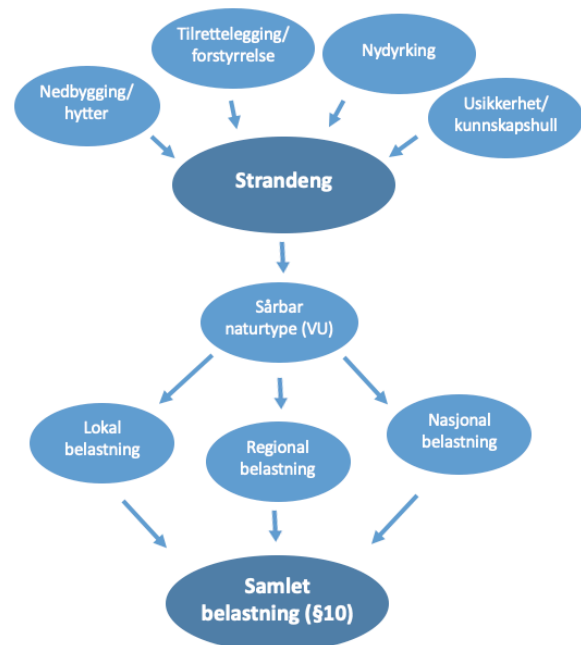 Tilrettelegging/
forstyrrelse
Nydyrking
Nedbygging/
hytter
Usikkerhet/
kunnskapshull
Strandeng
Sårbar
naturtype (VU)
Lokal
belastning
Regional
belastning
Nasjonal
belastning
Samlet
belastning (§10)